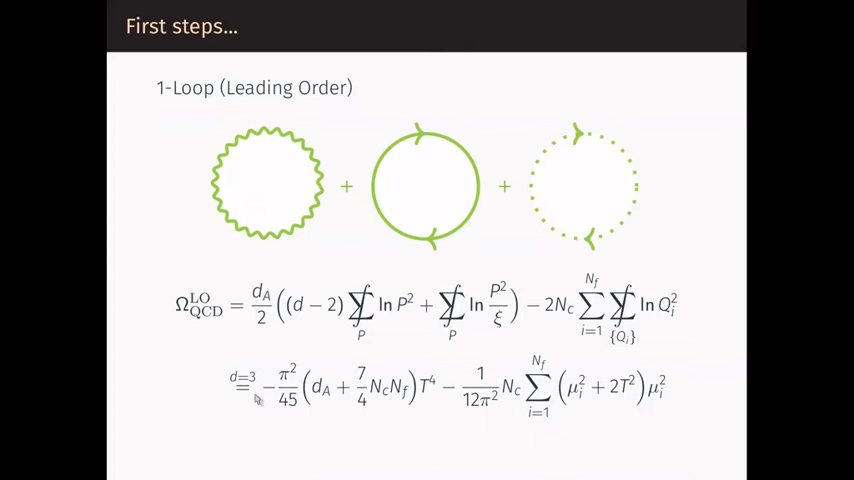 First steps...
1-Loop (Leading Order)
+ +
Ω_QCD^LO = d_A/2 ((d − 2) ⨋_P ln P² + ⨋_P ln P²/ξ) − 2N_c ∑_{i=1}^{N_f} ⨋_{{Q_i}} ln Q_i²
d=3 = − π²/45 (d_A + 7/4 N_c N_f) T⁴ − 1/12π² N_c ∑_{i=1}^{N_f} (μ_i² + 2T²) μ_i²